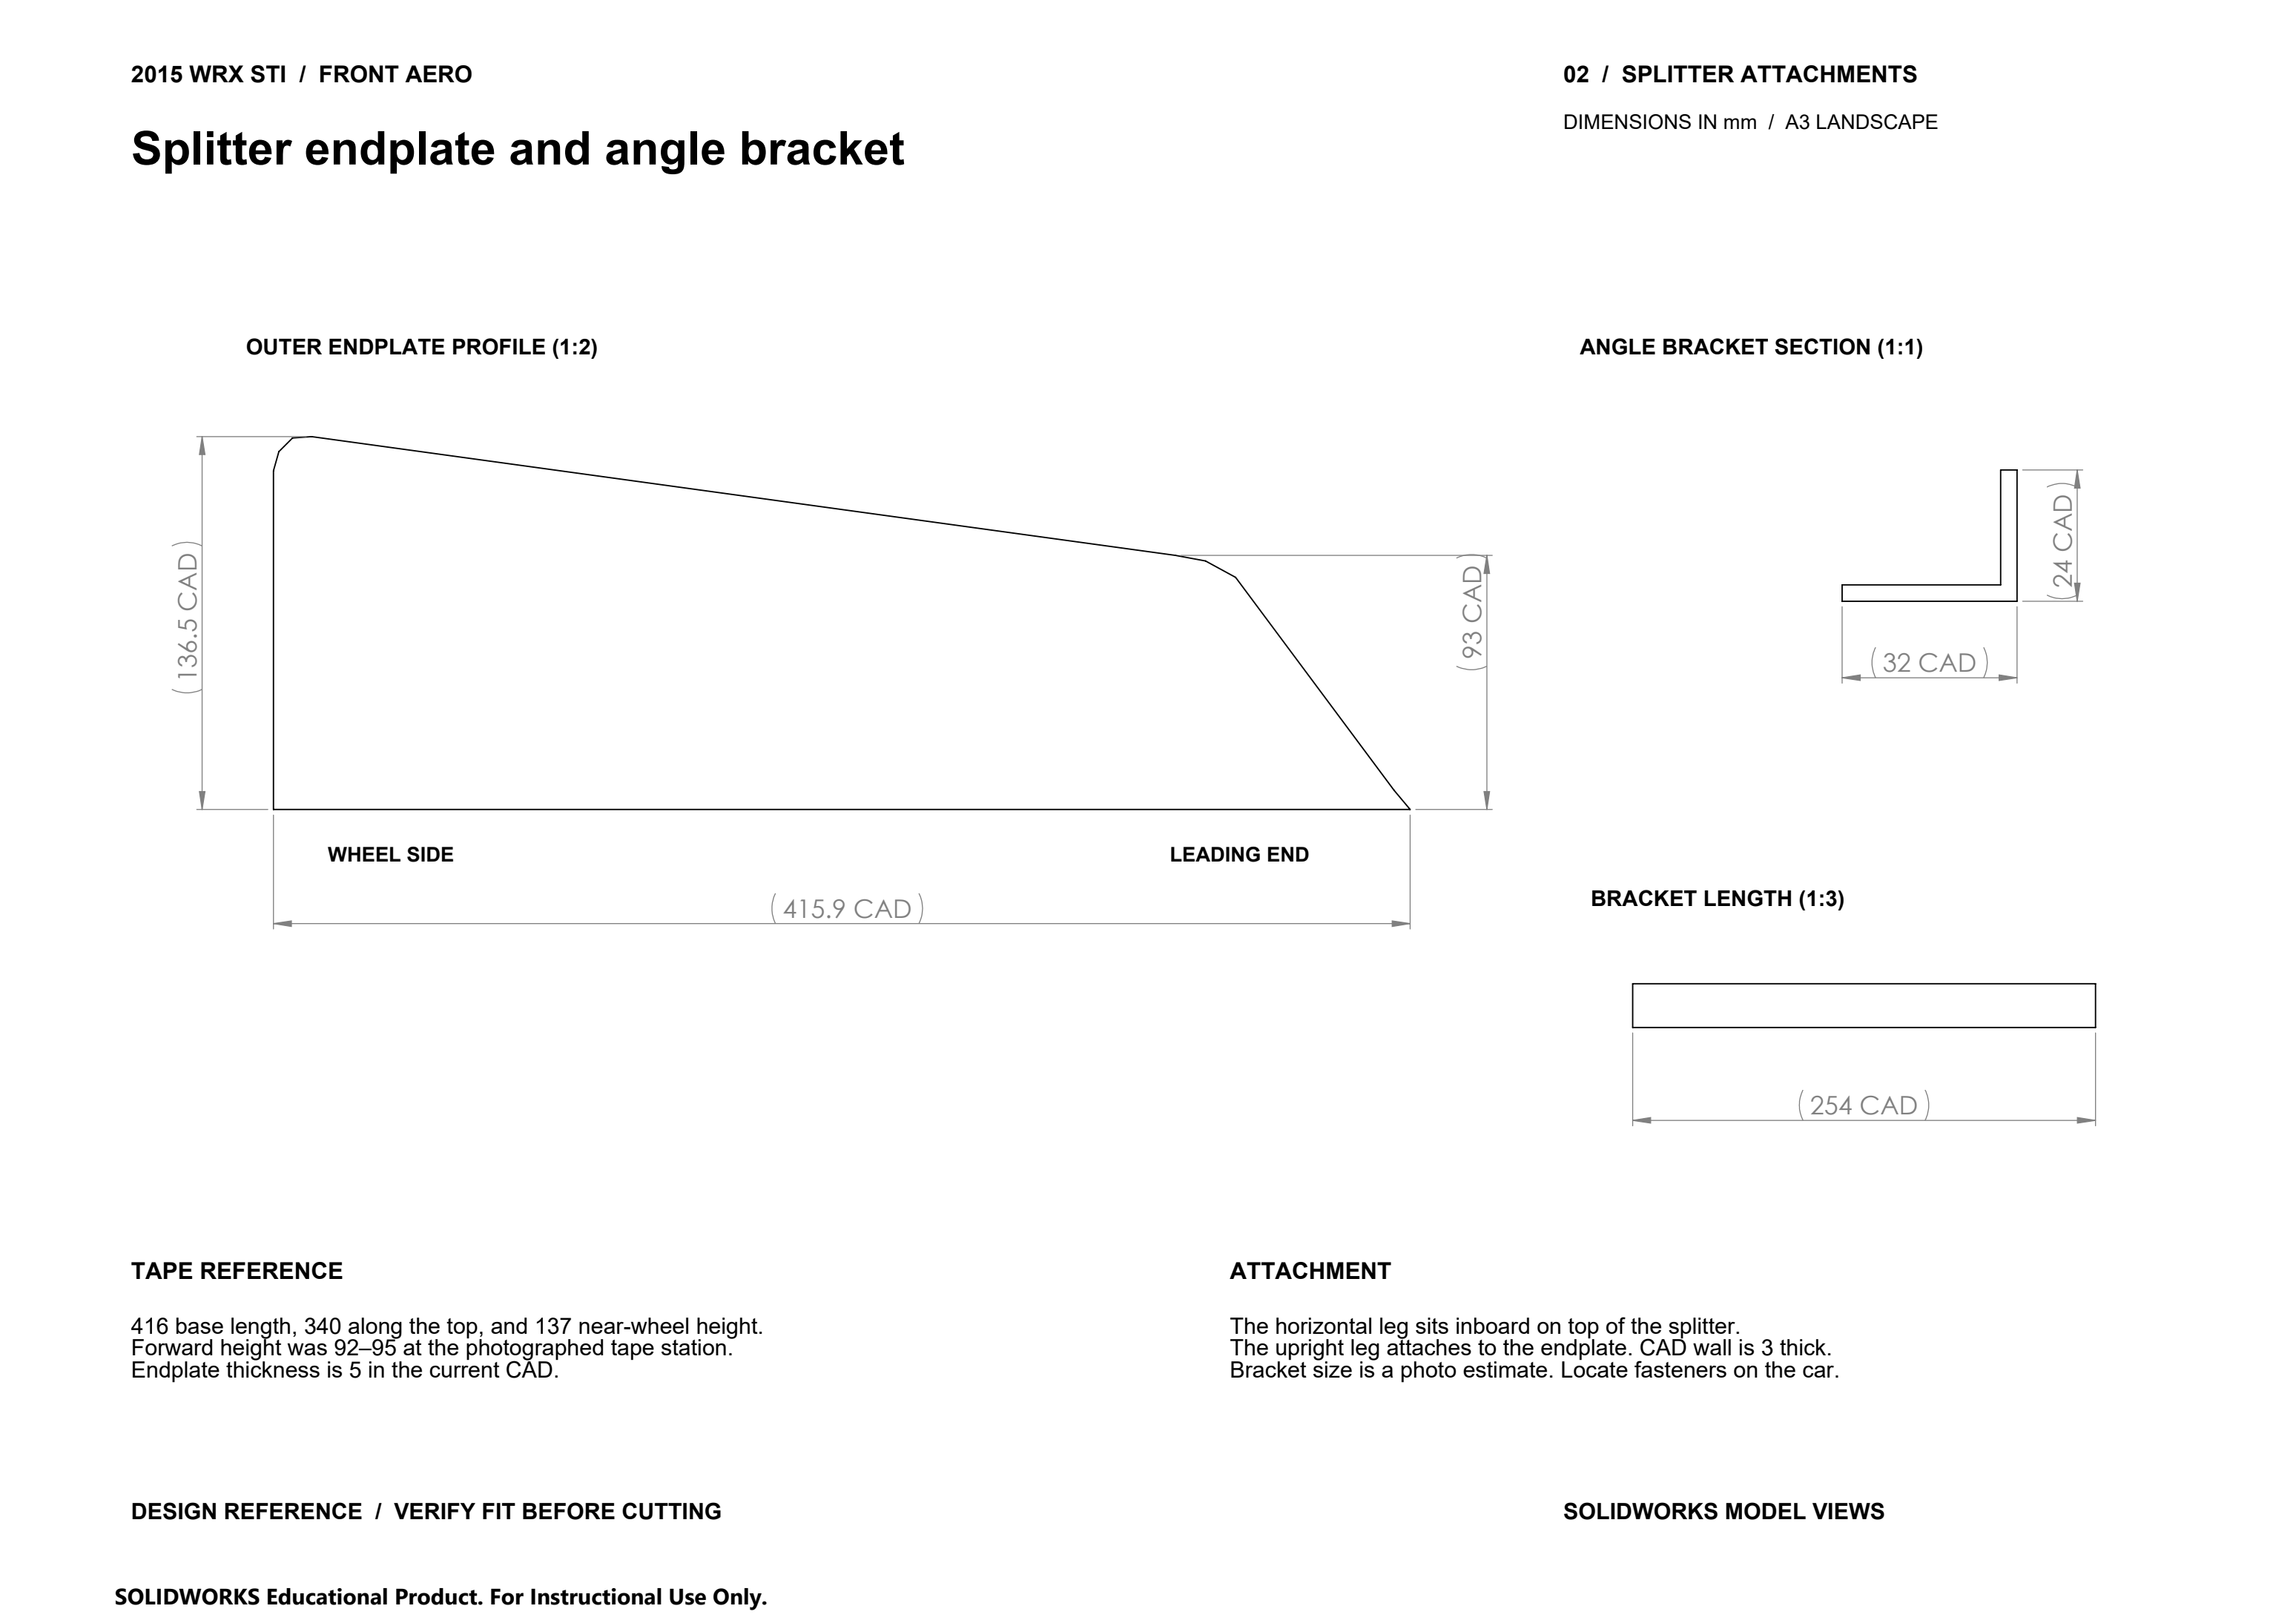 2015 WRX STI / FRONT AERO
02 / SPLITTER ATTACHMENTS
DIMENSIONS IN mm / A3 LANDSCAPE
Splitter endplate and angle bracket
OUTER ENDPLATE PROFILE (1:2)
ANGLE BRACKET SECTION (1:1)
(136.5 CAD)
(93 CAD)
(24 CAD)
(32 CAD)
WHEEL SIDE
LEADING END
(415.9 CAD)
BRACKET LENGTH (1:3)
(254 CAD)
TAPE REFERENCE
416 base length, 340 along the top, and 137 near-wheel height.
Forward height was 92–95 at the photographed tape station.
Endplate thickness is 5 in the current CAD.
ATTACHMENT
The horizontal leg sits inboard on top of the splitter.
The upright leg attaches to the endplate. CAD wall is 3 thick.
Bracket size is a photo estimate. Locate fasteners on the car.
DESIGN REFERENCE / VERIFY FIT BEFORE CUTTING
SOLIDWORKS MODEL VIEWS
SOLIDWORKS Educational Product. For Instructional Use Only.